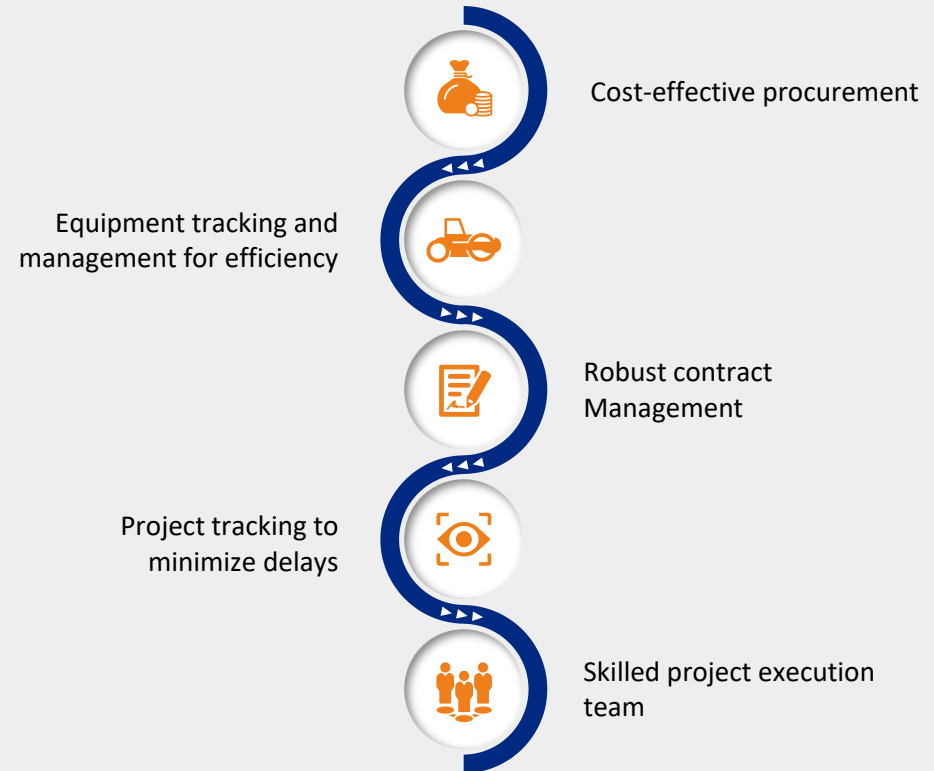 Cost-effective procurement
Equipment tracking and
management for efficiency
Robust contract
Management
Project tracking to
minimize delays
Skilled project execution
team